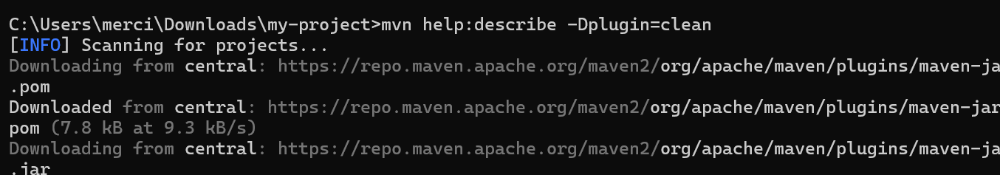 C:\Users\merci\Downloads\my-project>mvn help:describe -Dplugin=clean
[INFO] Scanning for projects...
Downloading from central: https://repo.maven.apache.org/maven2/org/apache/maven/plugins/maven-ja
.pom
Downloaded from central: https://repo.maven.apache.org/maven2/org/apache/maven/plugins/maven-jar
pom (7.8 kB at 9.3 kB/s)
Downloading from central: https://repo.maven.apache.org/maven2/org/apache/maven/plugins/maven-ja
.jar